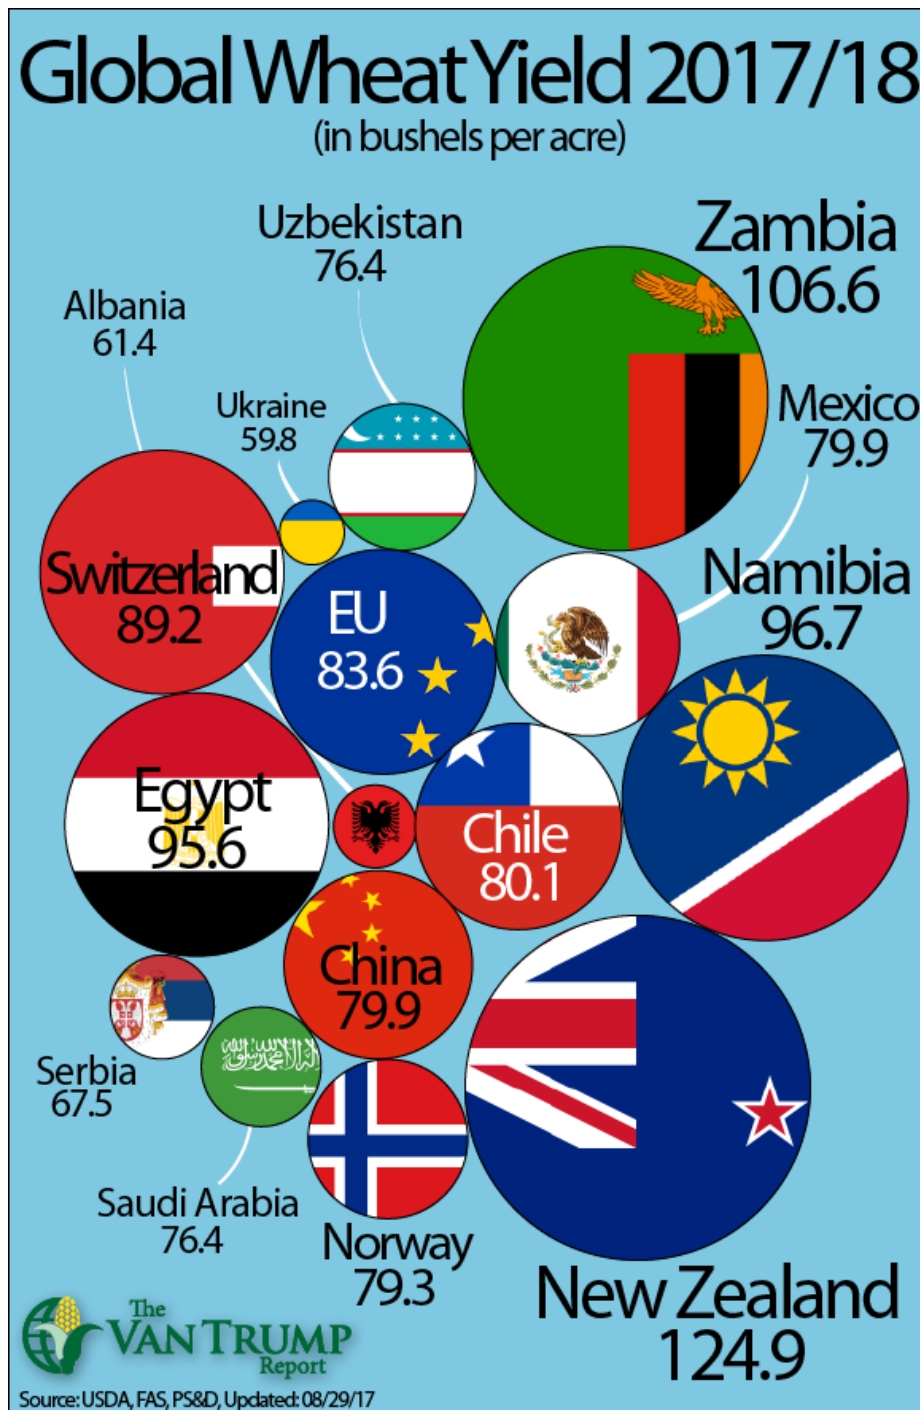 Global Wheat Yield 2017/18
(in bushels per acre)
Uzbekistan
76.4
Zambia
106.6
Albania
61.4
Ukraine
59.8
Mexico
79.9
Switzerland
89.2
EU
83.6
Namibia
96.7
Egypt
95.6
Chile
80.1
China
79.9
Serbia
67.5
Saudi Arabia
76.4
Norway
79.3
New Zealand
124.9
The
VAN TRUMP
Report
Source: USDA, FAS, PS&D, Updated: 08/29/17